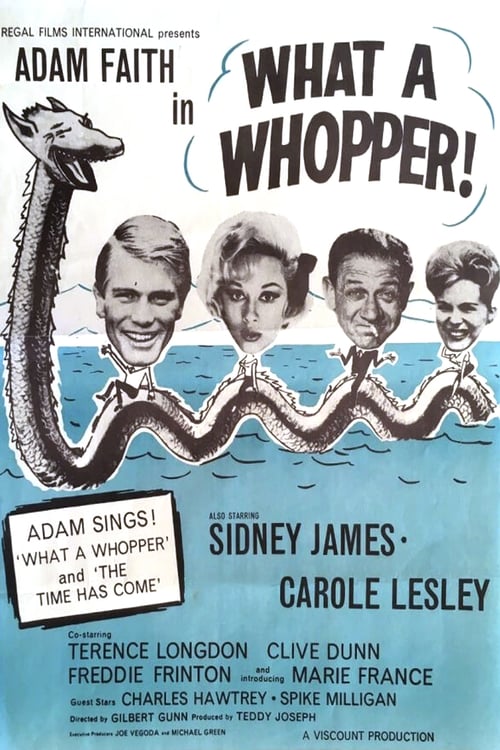 REGAL FILMS INTERNATIONAL presents
ADAM FAITH
in
WHAT A
WHOPPER!
ADAM SINGS!
'WHAT A WHOPPER'
and 'THE
TIME HAS COME'
ALSO STARRING
SIDNEY JAMES·
CAROLE LESLEY
Co-starring
TERENCE LONGDON CLIVE DUNN
FREDDIE FRINTON and introducing MARIE FRANCE
Guest Stars CHARLES HAWTREY · SPIKE MILLIGAN
Directed by GILBERT GUNN Produced by TEDDY JOSEPH
Executive Producers JOE VEGODA and MICHAEL GREEN
A VISCOUNT PRODUCTION